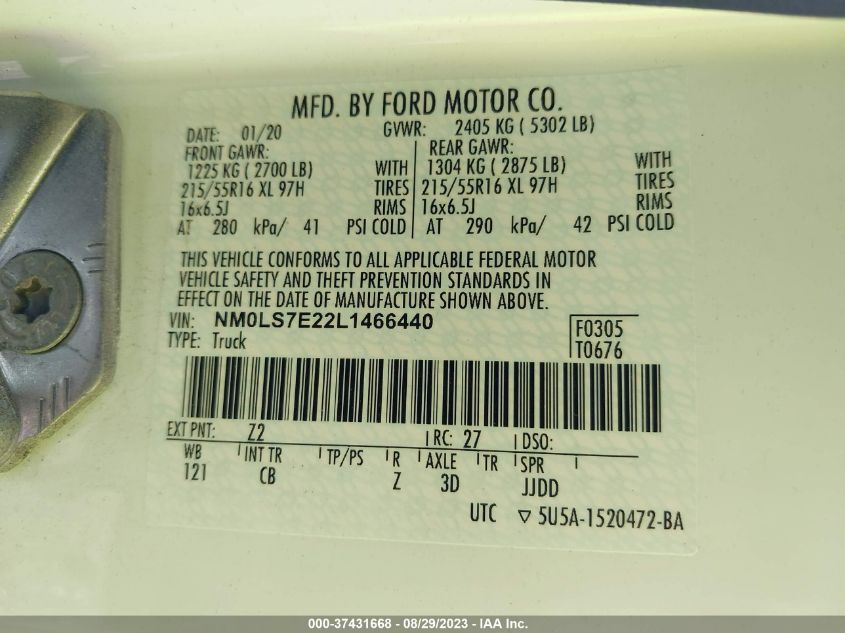 MFD. BY FORD MOTOR CO.
DATE: 01/20 GVWR: 2405 KG ( 5302 LB)
FRONT GAWR: REAR GAWR:
1225 KG ( 2700 LB) WITH 1304 KG ( 2875 LB) WITH
215/55R16 XL 97H TIRES 215/55R16 XL 97H TIRES
16x6.5J RIMS 16x6.5J RIMS
AT 280 kPa/ 41 PSI COLD AT 290 kPa/ 42 PSI COLD
THIS VEHICLE CONFORMS TO ALL APPLICABLE FEDERAL MOTOR
VEHICLE SAFETY AND THEFT PREVENTION STANDARDS IN
EFFECT ON THE DATE OF MANUFACTURE SHOWN ABOVE.
VIN: NM0LS7E22L1466440 F0305
TYPE: Truck T0676
EXT PNT: Z2 RC: 27 DSO:
WB INT TR TP/PS R AXLE TR SPR
121 CB Z 3D JJDD
UTC ▽ 5U5A-1520472-BA
000-37431668 - 08/29/2023 - IAA Inc.